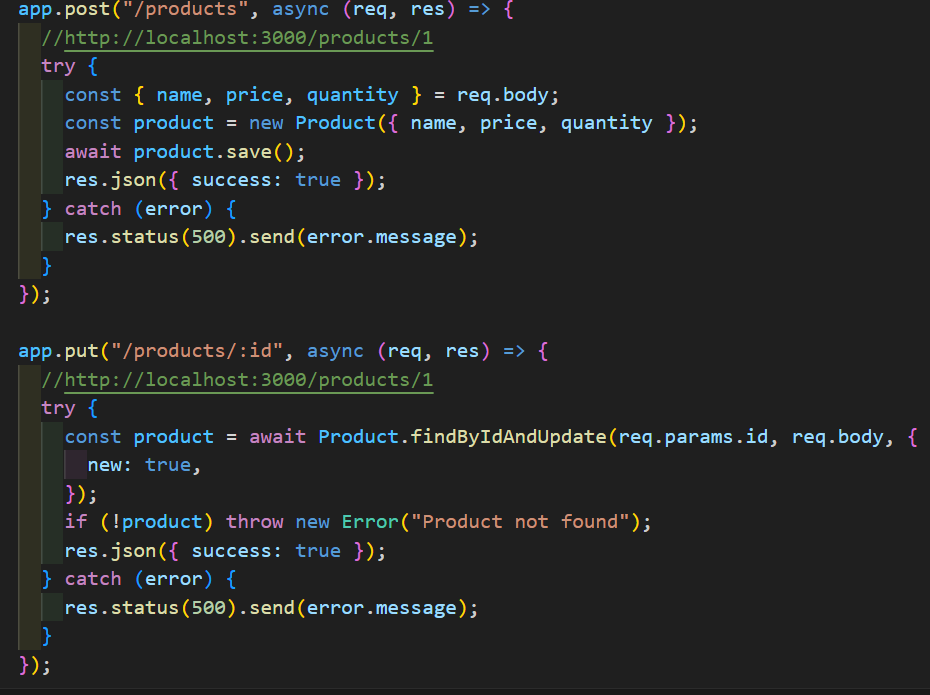 app.post("/products", async (req, res) => {
//http://localhost:3000/products/1
try {
const { name, price, quantity } = req.body;
const product = new Product({ name, price, quantity });
await product.save();
res.json({ success: true });
} catch (error) {
res.status(500).send(error.message);
}
});
app.put("/products/:id", async (req, res) => {
//http://localhost:3000/products/1
try {
const product = await Product.findByIdAndUpdate(req.params.id, req.body, {
new: true,
});
if (!product) throw new Error("Product not found");
res.json({ success: true });
} catch (error) {
res.status(500).send(error.message);
}
});